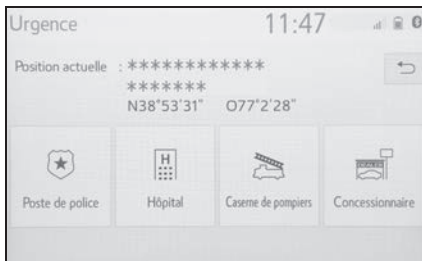 Urgence 11:47
Position actuelle : ************
*******
N38°53'31" O77°2'28"
H
DEALER
Poste de police Hôpital Caserne de pompiers Concessionnaire